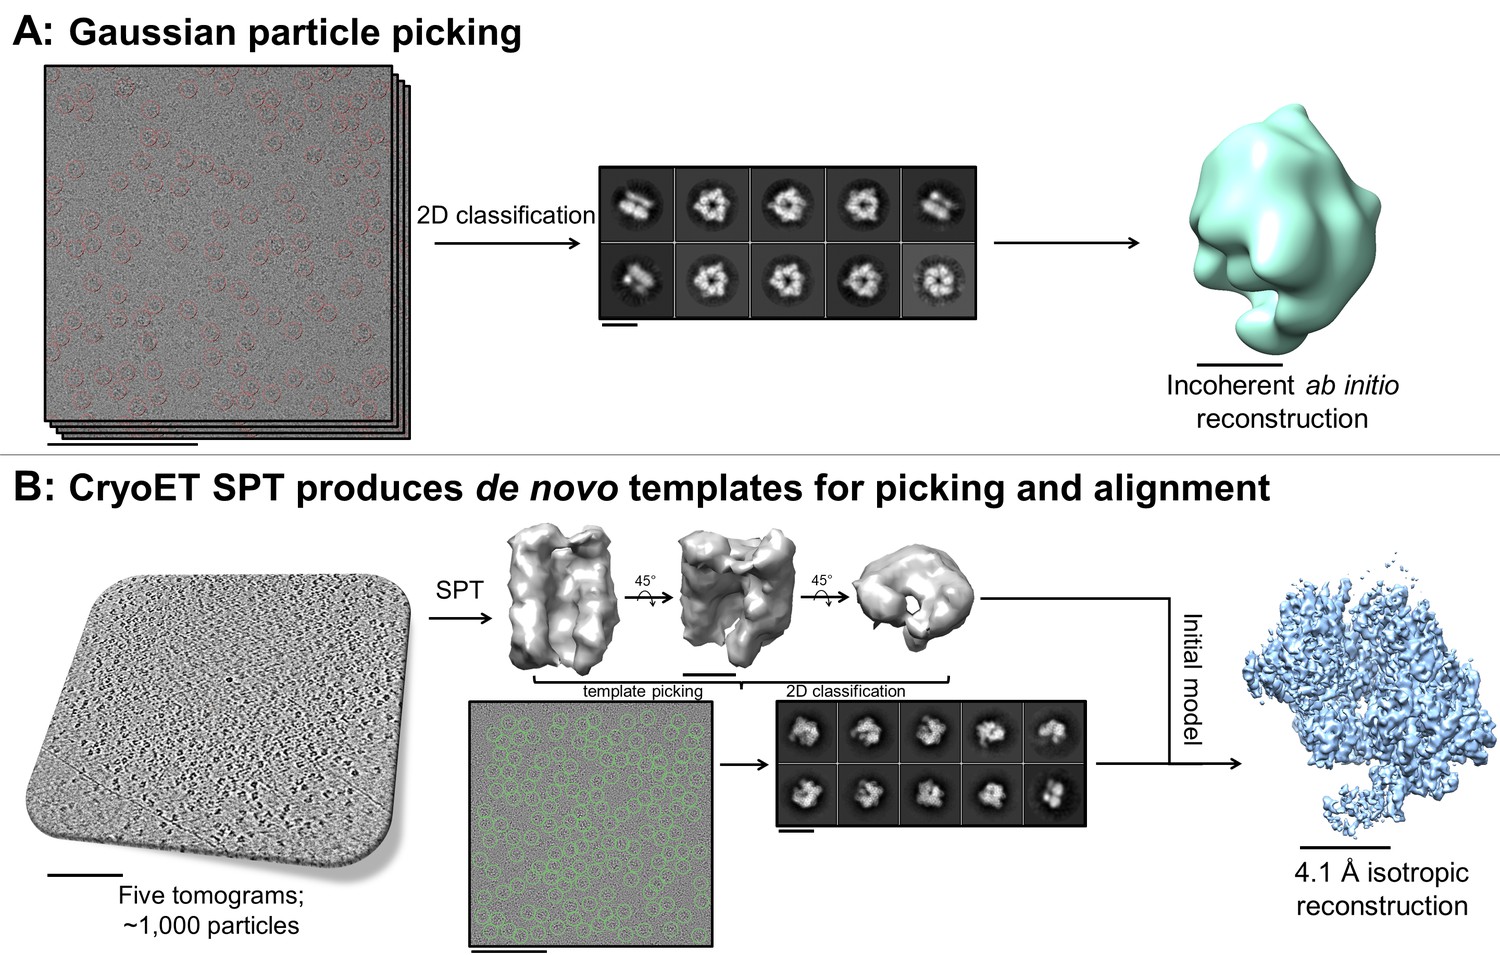 A: Gaussian particle picking
2D classification
Incoherent ab initio
reconstruction
B: CryoET SPT produces de novo templates for picking and alignment
SPT
45°
45°
Initial model
template picking
2D classification
4.1 Å isotropic
reconstruction
Five tomograms;
~1,000 particles